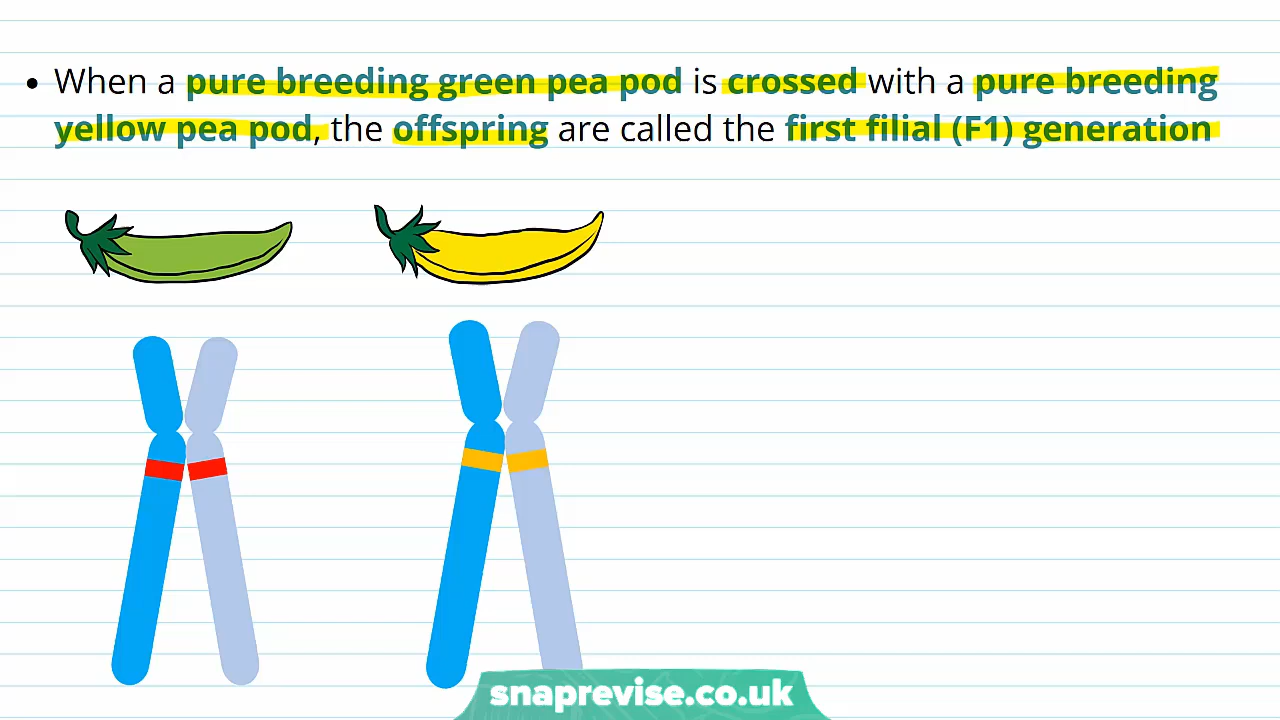 • When a pure breeding green pea pod is crossed with a pure breeding
yellow pea pod, the offspring are called the first filial (F1) generation
snaprevise.co.uk